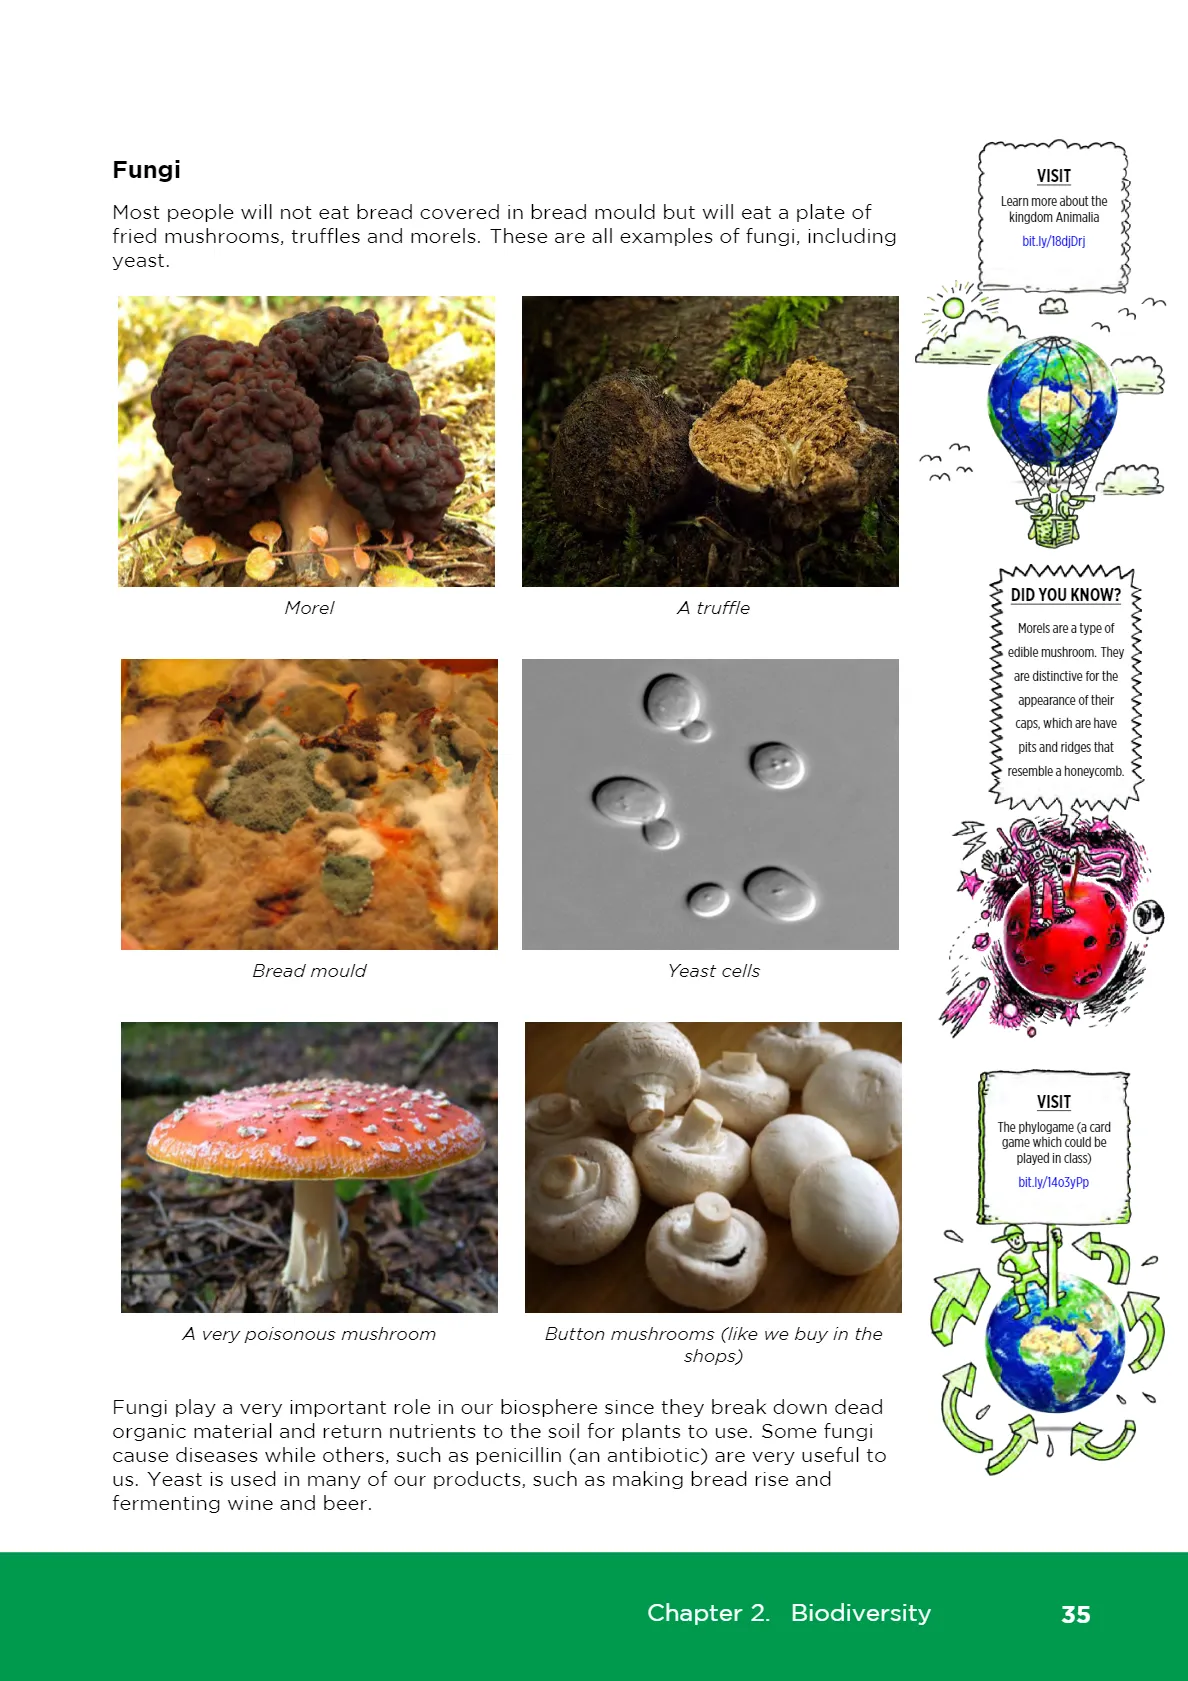 Fungi
Most people will not eat bread covered in bread mould but will eat a plate of
fried mushrooms, truffles and morels. These are all examples of fungi, including
yeast.
Morel
A truffle
Bread mould
Yeast cells
A very poisonous mushroom
Button mushrooms (like we buy in the
shops)
Fungi play a very important role in our biosphere since they break down dead
organic material and return nutrients to the soil for plants to use. Some fungi
cause diseases while others, such as penicillin (an antibiotic) are very useful to
us. Yeast is used in many of our products, such as making bread rise and
fermenting wine and beer.
VISIT
Learn more about the
kingdom Animalia
bit.ly/18djDrj
DID YOU KNOW?
Morels are a type of
edible mushroom. They
are distinctive for the
appearance of their
caps, which are have
pits and ridges that
resemble a honeycomb.
VISIT
The phylogame (a card
game which could be
played in class)
bit.ly/14o3yPp
Chapter 2. Biodiversity 35